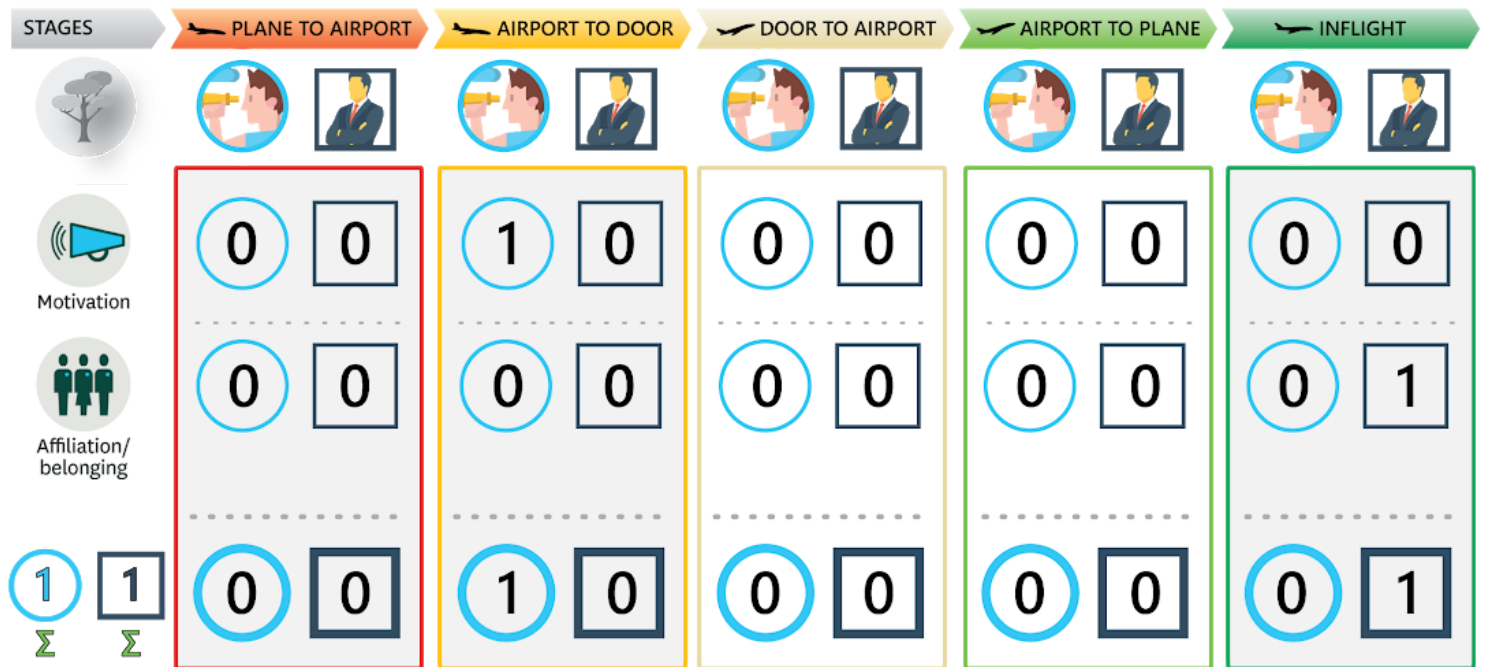 STAGES PLANE TO AIRPORT AIRPORT TO DOOR DOOR TO AIRPORT AIRPORT TO PLANE INFLIGHT
0 0 1 0 0 0 0 0 0 0
Motivation
0 0 0 0 0 0 0 0 0 1
Affiliation/
belonging
1 1 0 0 1 0 0 0 0 0 0 1
Σ Σ